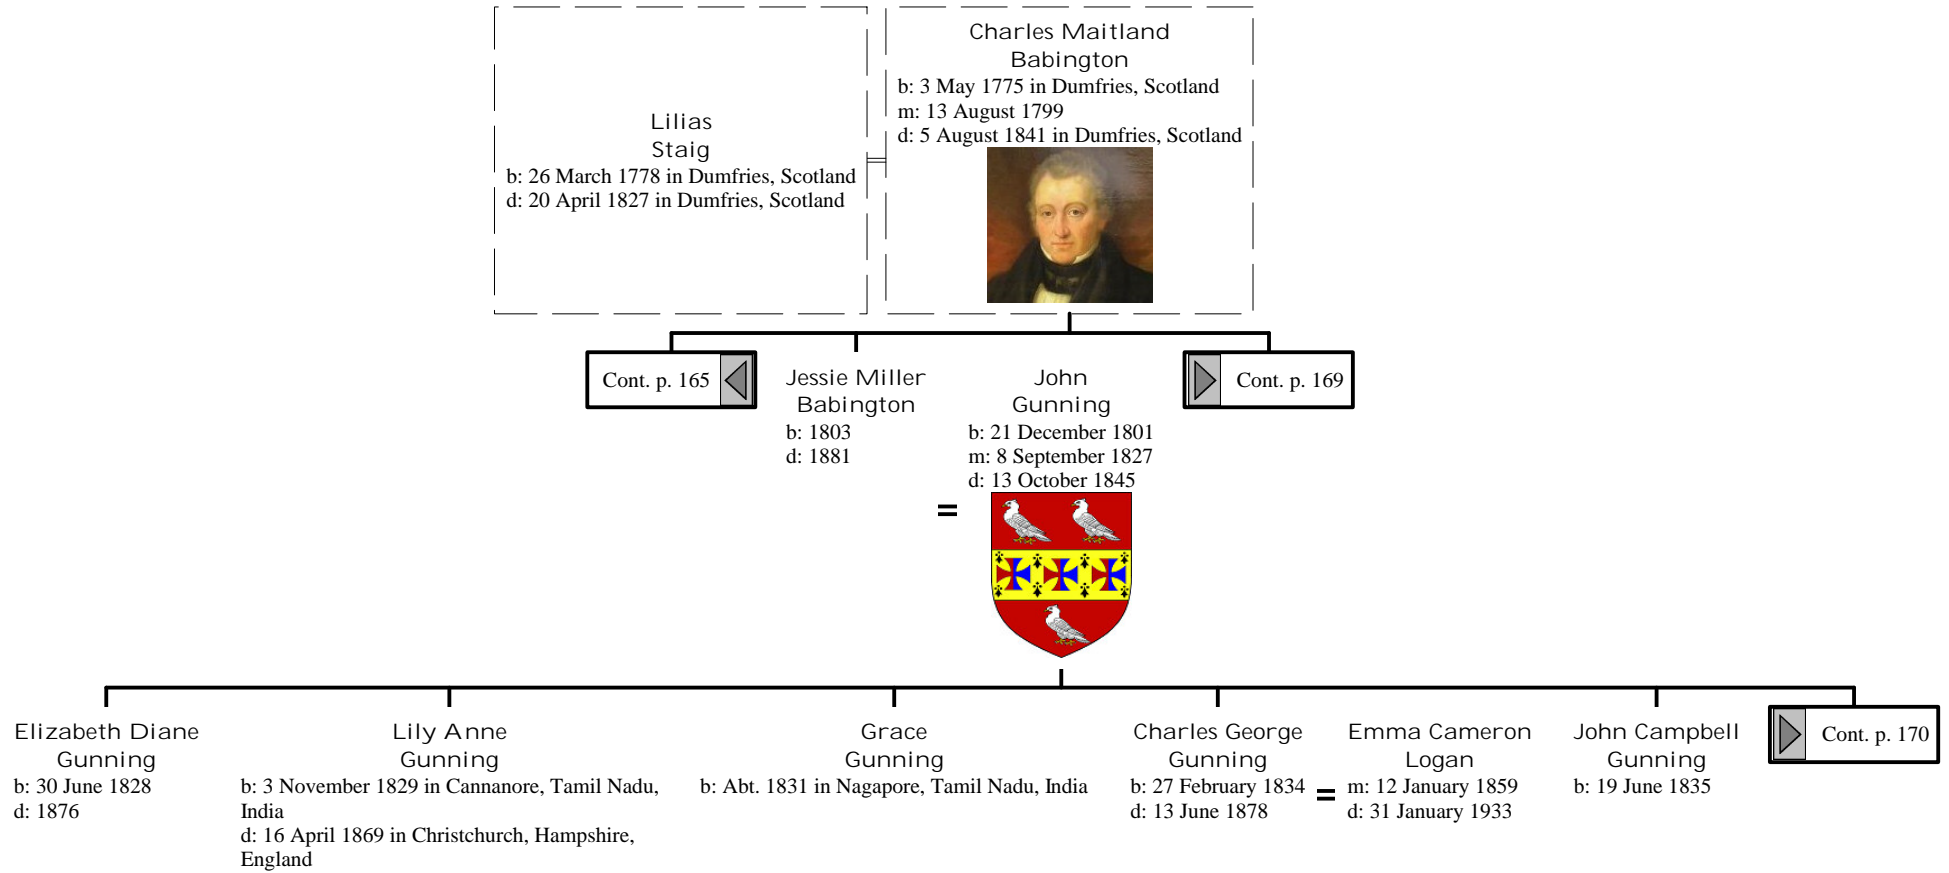 Lilias
Staig
b: 26 March 1778 in Dumfries, Scotland
d: 20 April 1827 in Dumfries, Scotland
Charles Maitland
Babington
b: 3 May 1775 in Dumfries, Scotland
m: 13 August 1799
d: 5 August 1841 in Dumfries, Scotland
Cont. p. 165
Jessie Miller
Babington
b: 1803
d: 1881
=
John
Gunning
b: 21 December 1801
m: 8 September 1827
d: 13 October 1845
Cont. p. 169
Elizabeth Diane
Gunning
b: 30 June 1828
d: 1876
Lily Anne
Gunning
b: 3 November 1829 in Cannanore, Tamil Nadu,
India
d: 16 April 1869 in Christchurch, Hampshire,
England
Grace
Gunning
b: Abt. 1831 in Nagapore, Tamil Nadu, India
Charles George
Gunning
b: 27 February 1834
d: 13 June 1878
=
Emma Cameron
Logan
m: 12 January 1859
d: 31 January 1933
John Campbell
Gunning
b: 19 June 1835
Cont. p. 170